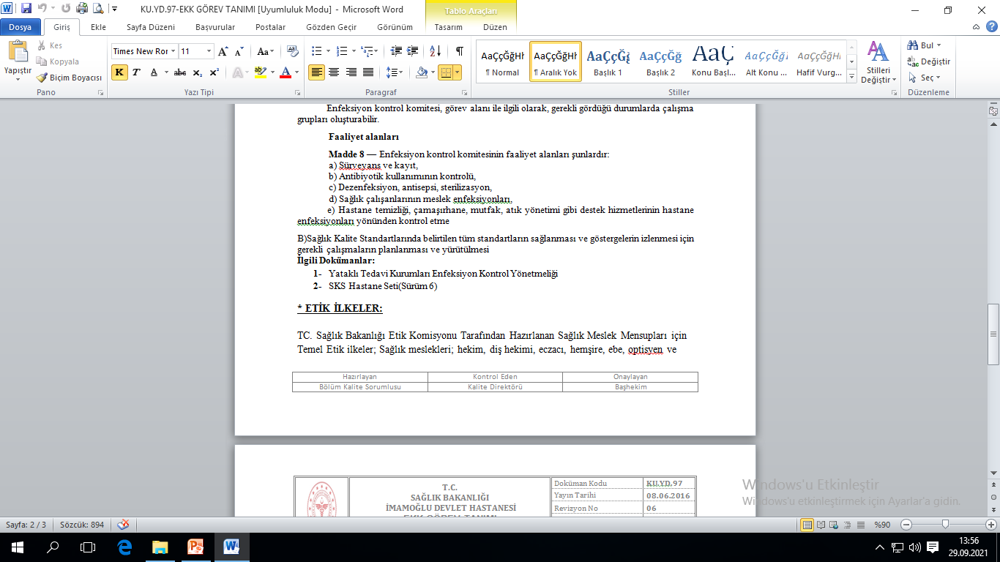 KU.YD.97-EKK GÖREV TANIMI [Uyumluluk Modu] - Microsoft Word
Tablo Araçları
Dosya Giriş Ekle Sayfa Düzeni Başvurular Postalar Gözden Geçir Görünüm Tasarım Düzen
Yapıştır
Kes
Kopyala
Biçim Boyacısı
Pano
Times New Ror 11
Yazı Tipi
Paragraf
AaÇçĞğHł AaÇçĞğHł AaÇçĞğ AaÇçĞğ AaÇ AaÇçĞğl AaÇçĞğHł
¶ Normal ¶ Aralık Yok Başlık 1 Başlık 2 Konu Başl... Alt Konu ... Hafif Vurg...
Stiller
Stilleri Değiştir
Bul
Değiştir
Seç
Düzenleme
Enfeksiyon kontrol komitesi, görev alanı ile ilgili olarak, gerekli gördüğü durumlarda çalışma
grupları oluşturabilir.
Faaliyet alanları
Madde 8 — Enfeksiyon kontrol komitesinin faaliyet alanları şunlardır:
a) Sürveyans ve kayıt,
b) Antibiyotik kullanımının kontrolü,
c) Dezenfeksiyon, antisepsi, sterilizasyon,
d) Sağlık çalışanlarının meslek enfeksiyonları,
e) Hastane temizliği, çamaşırhane, mutfak, atık yönetimi gibi destek hizmetlerinin hastane
enfeksiyonları yönünden kontrol etme
B)Sağlık Kalite Standartlarında belirtilen tüm standartların sağlanması ve göstergelerin izlenmesi için
gerekli çalışmaların planlanması ve yürütülmesi
İlgili Dokümanlar:
1- Yataklı Tedavi Kurumları Enfeksiyon Kontrol Yönetmeliği
2- SKS Hastane Seti(Sürüm 6)
* ETİK İLKELER:
TC. Sağlık Bakanlığı Etik Komisyonu Tarafından Hazırlanan Sağlık Meslek Mensupları için
Temel Etik ilkeler; Sağlık meslekleri; hekim, diş hekimi, eczacı, hemşire, ebe, optisyen ve
Hazırlayan Kontrol Eden Onaylayan
Bölüm Kalite Sorumlusu Kalite Direktörü Başhekim
T.C.
SAĞLIK BAKANLIĞI
İMAMOĞLU DEVLET HASTANESİ
EKK GÖREV TANIMI
Doküman Kodu KU.YD.97
Yayın Tarihi 08.06.2016
Revizyon No 06
Windows'u Etkinleştir
Windows'u etkinleştirmek için Ayarlar'a gidin.
Sayfa: 2 / 3 Sözcük: 894 %90
13:56
29.09.2021